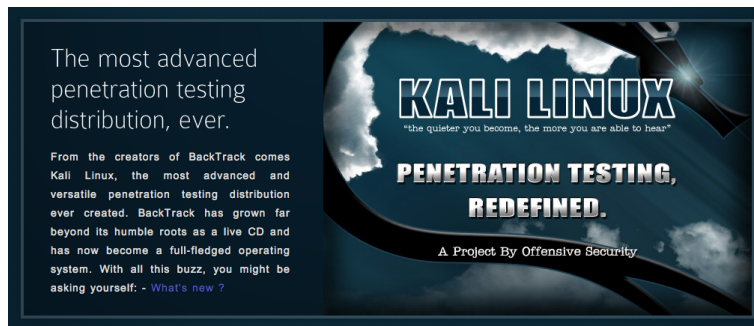 The most advanced
penetration testing
distribution, ever.
From the creators of BackTrack comes
Kali Linux, the most advanced and
versatile penetration testing distribution
ever created. BackTrack has grown far
beyond its humble roots as a live CD and
has now become a full-fledged operating
system. With all this buzz, you might be
asking yourself: - What's new ?
KALI LINUX
"the quieter you become, the more you are able to hear"
PENETRATION TESTING,
REDEFINED.
A Project By Offensive Security